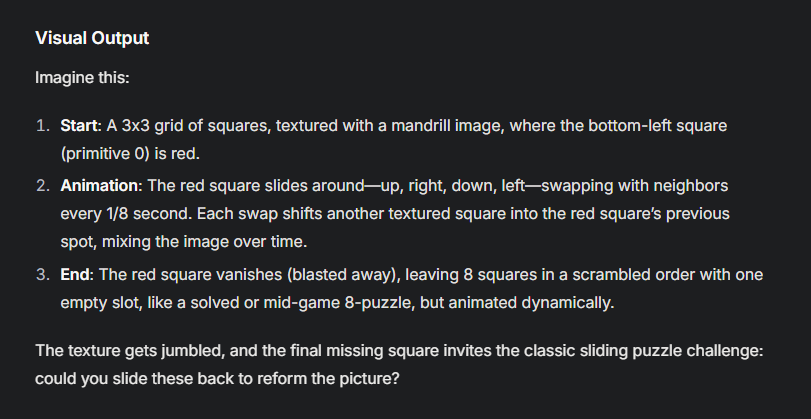 Visual Output
Imagine this:
1. Start: A 3x3 grid of squares, textured with a mandrill image, where the bottom-left square
(primitive 0) is red.
2. Animation: The red square slides around—up, right, down, left—swapping with neighbors
every 1/8 second. Each swap shifts another textured square into the red square’s previous
spot, mixing the image over time.
3. End: The red square vanishes (blasted away), leaving 8 squares in a scrambled order with one
empty slot, like a solved or mid-game 8-puzzle, but animated dynamically.
The texture gets jumbled, and the final missing square invites the classic sliding puzzle challenge:
could you slide these back to reform the picture?